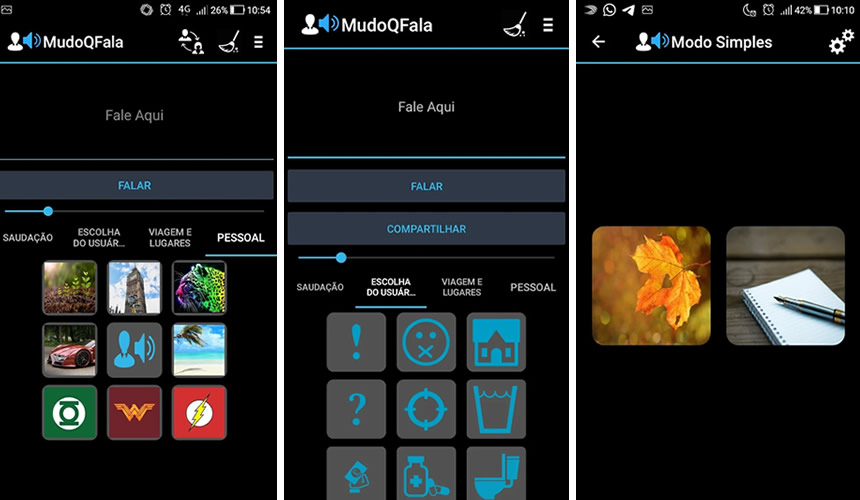 4G 26% 10:54
MudoQFala
Fale Aqui
FALAR
SAUDAÇÃO
ESCOLHA
DO USUÁR...
VIAGEM E
LUGARES
PESSOAL
MudoQFala
Fale Aqui
FALAR
COMPARTILHAR
SAUDAÇÃO
ESCOLHA
DO USUÁR...
VIAGEM E
LUGARES
PESSOAL
!
?
42% 10:10
Modo Simples